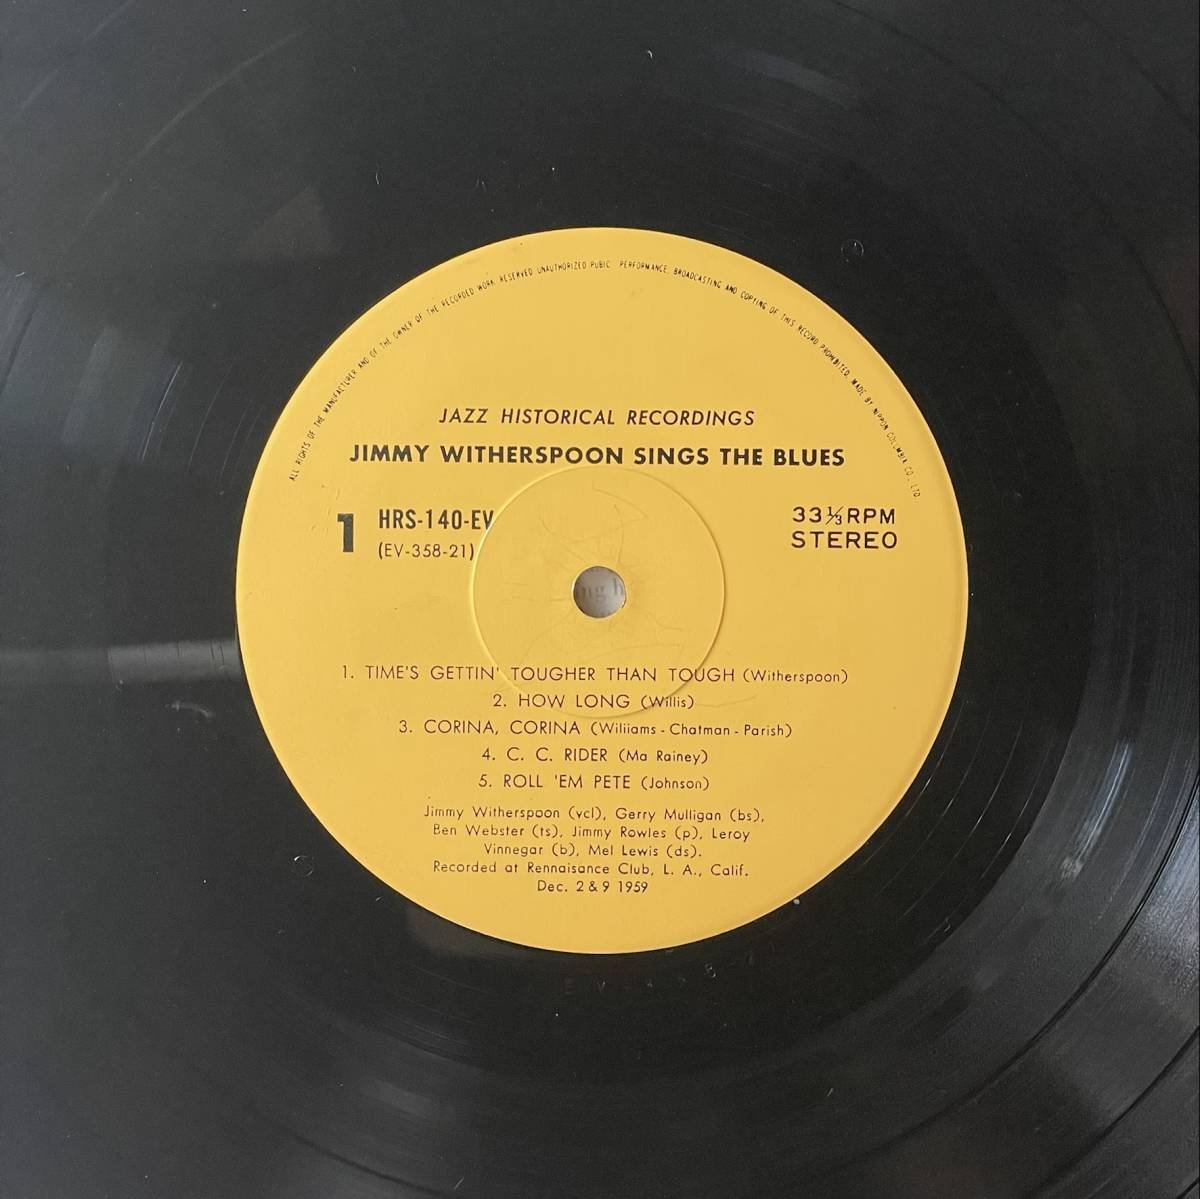 ALL RIGHTS OF THE MANUFACTURER AND OF THE OWNER OF THE RECORDED WORK RESERVED UNAUTHORIZED PUBIC PERFORMANCE, BROADCASTING AND COPYING OF THIS RECORD PROHIBITED. MADE BY NIPPON COLUMBIA CO., LTD.
JAZZ HISTORICAL RECORDINGS
JIMMY WITHERSPOON SINGS THE BLUES
1 HRS-140-EV 33⅓RPM
(EV-358-21) STEREO
1. TIME'S GETTIN' TOUGHER THAN TOUGH (Witherspoon)
2. HOW LONG (Willis)
3. CORINA, CORINA (Wiliiams - Chatman - Parish)
4. C. C. RIDER (Ma Rainey)
5. ROLL 'EM PETE (Johnson)
Jimmy Witherspoon (vcl), Gerry Mulligan (bs),
Ben Webster (ts), Jimmy Rowles (p), Leroy
Vinnegar (b), Mel Lewis (ds).
Recorded at Rennaisance Club, L. A., Calif.
Dec. 2 & 9 1959